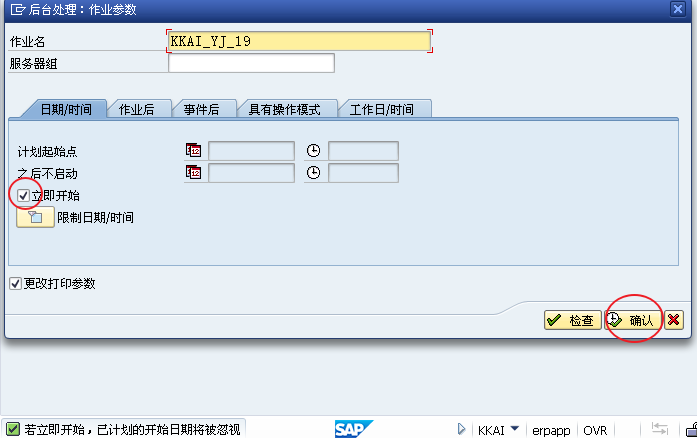 后台处理：作业参数
作业名 KKAI_YJ_19
服务器组
日期/时间 作业后 事件后 具有操作模式 工作日/时间
计划起始点
之后不启动
立即开始
限制日期/时间
更改打印参数
检查 确认
若立即开始，已计划的开始日期将被忽视 SAP KKAI erpapp OVR